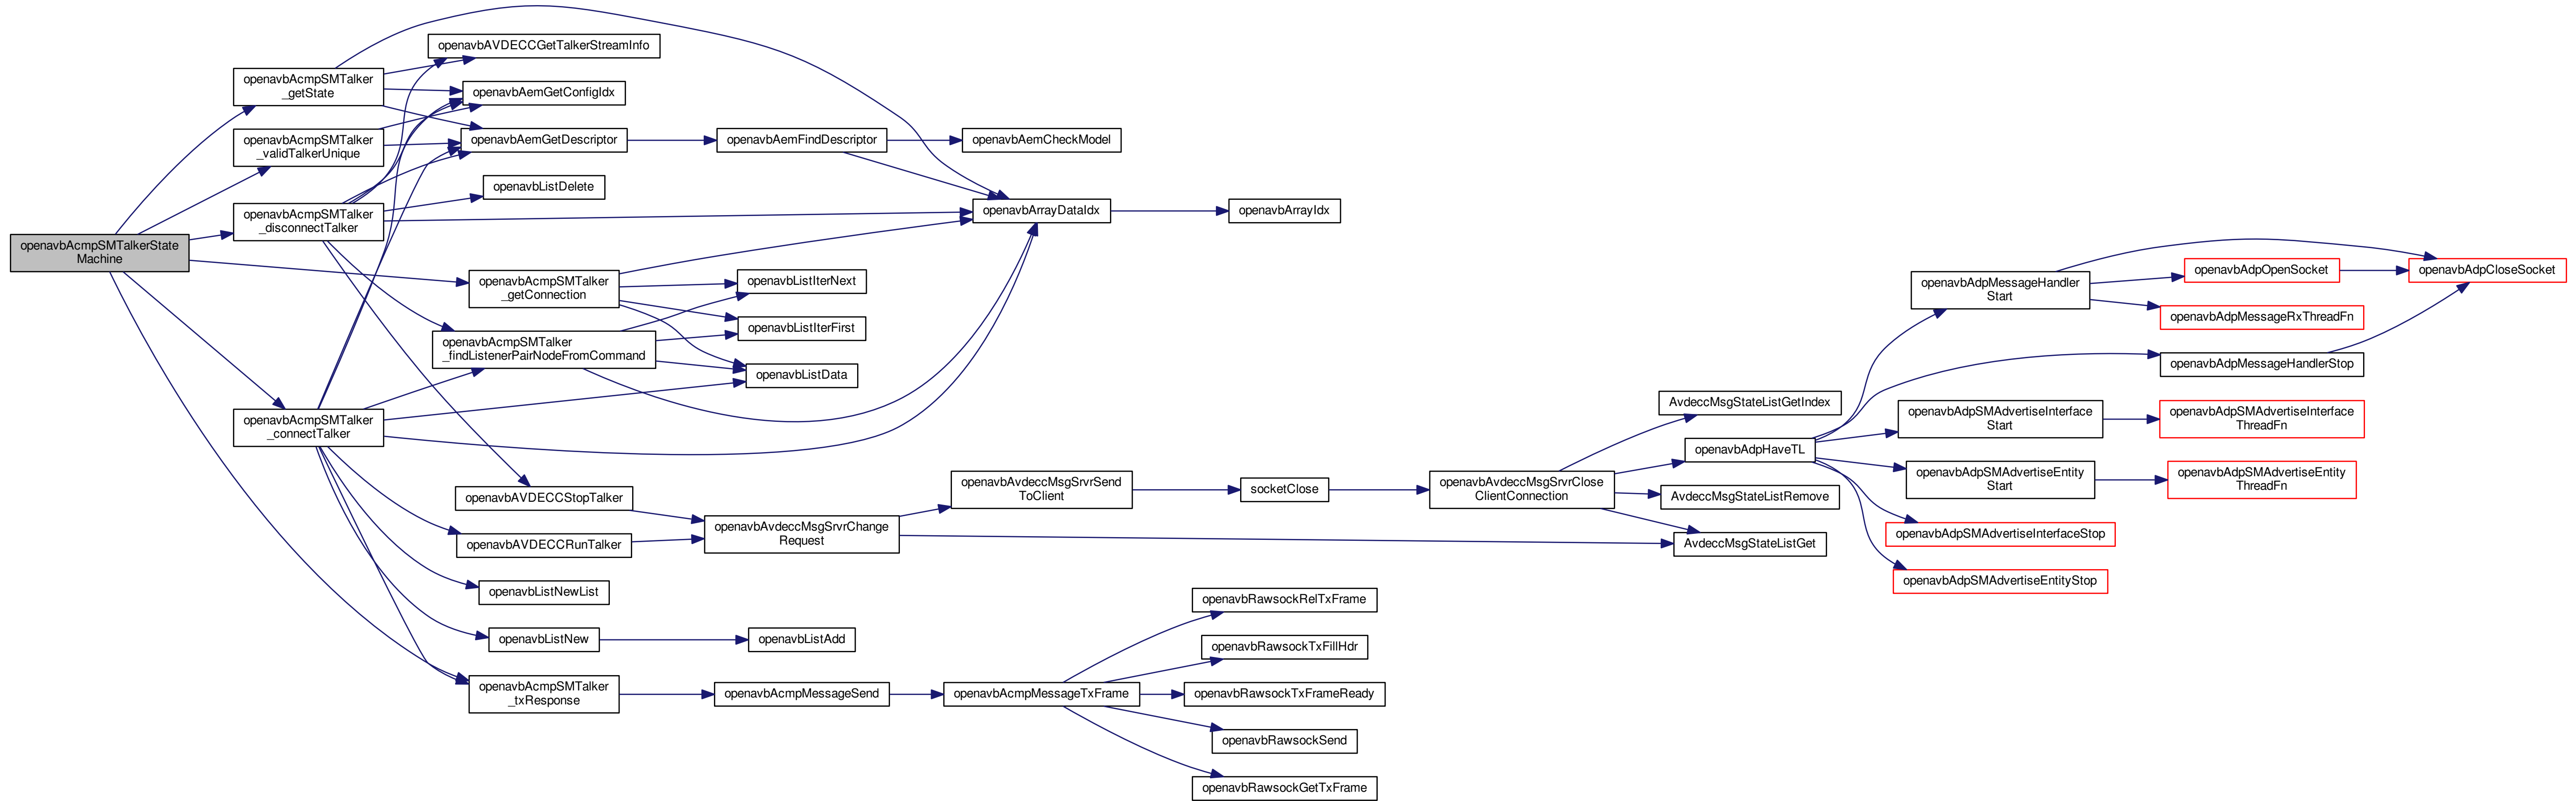 openavbAcmpSMTalkerState
Machine
openavbAcmpSMTalker
_getState
openavbAcmpSMTalker
_validTalkerUnique
openavbAcmpSMTalker
_disconnectTalker
openavbAcmpSMTalker
_connectTalker
openavbAVDECCGetTalkerStreamInfo
openavbAemGetConfigIdx
openavbAemGetDescriptor
openavbListDelete
openavbAcmpSMTalker
_getConnection
openavbAcmpSMTalker
_findListenerPairNodeFromCommand
openavbAVDECCStopTalker
openavbAVDECCRunTalker
openavbListNewList
openavbListNew
openavbAcmpSMTalker
_txResponse
openavbAemFindDescriptor
openavbListIterNext
openavbListIterFirst
openavbListData
openavbAvdeccMsgSrvrChange
Request
openavbListAdd
openavbAcmpMessageSend
openavbAemCheckModel
openavbArrayDataIdx
openavbAvdeccMsgSrvrSend
ToClient
openavbAcmpMessageTxFrame
openavbArrayIdx
socketClose
openavbRawsockRelTxFrame
openavbRawsockTxFillHdr
openavbRawsockTxFrameReady
openavbRawsockSend
openavbRawsockGetTxFrame
openavbAvdeccMsgSrvrClose
ClientConnection
AvdeccMsgStateListGetIndex
openavbAdpHaveTL
AvdeccMsgStateListRemove
AvdeccMsgStateListGet
openavbAdpMessageHandler
Start
openavbAdpSMAdvertiseInterface
Start
openavbAdpSMAdvertiseEntity
Start
openavbAdpSMAdvertiseInterfaceStop
openavbAdpSMAdvertiseEntityStop
openavbAdpOpenSocket
openavbAdpMessageRxThreadFn
openavbAdpMessageHandlerStop
openavbAdpSMAdvertiseInterface
ThreadFn
openavbAdpSMAdvertiseEntity
ThreadFn
openavbAdpCloseSocket